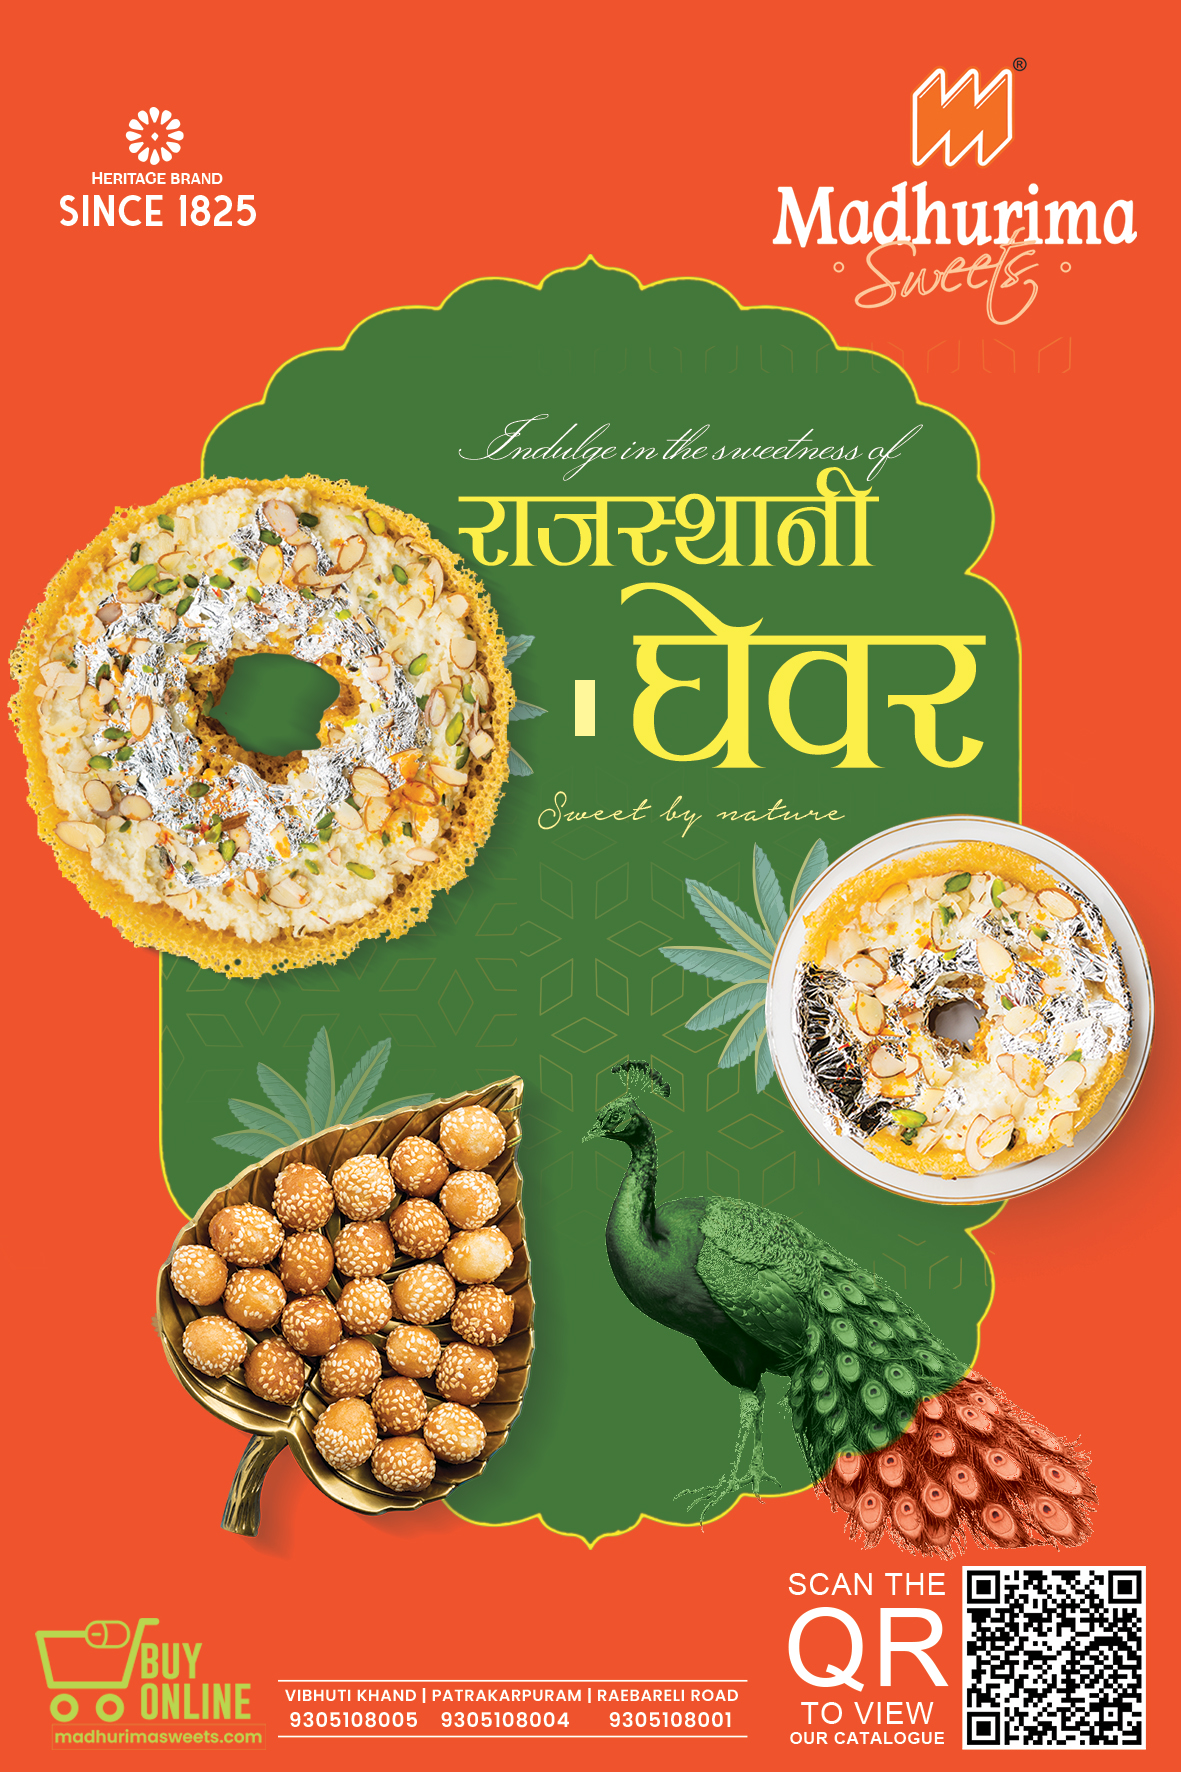 HERITAGE BRAND
SINCE 1825
®
Madhurima
Sweets
Indulge in the sweetness of
राजस्थानी
घेवर
Sweet by nature
BUY
ONLINE
madhurimasweets.com
VIBHUTI KHAND | PATRAKARPURAM | RAEBARELI ROAD
9305108005 9305108004 9305108001
SCAN THE
QR
TO VIEW
OUR CATALOGUE